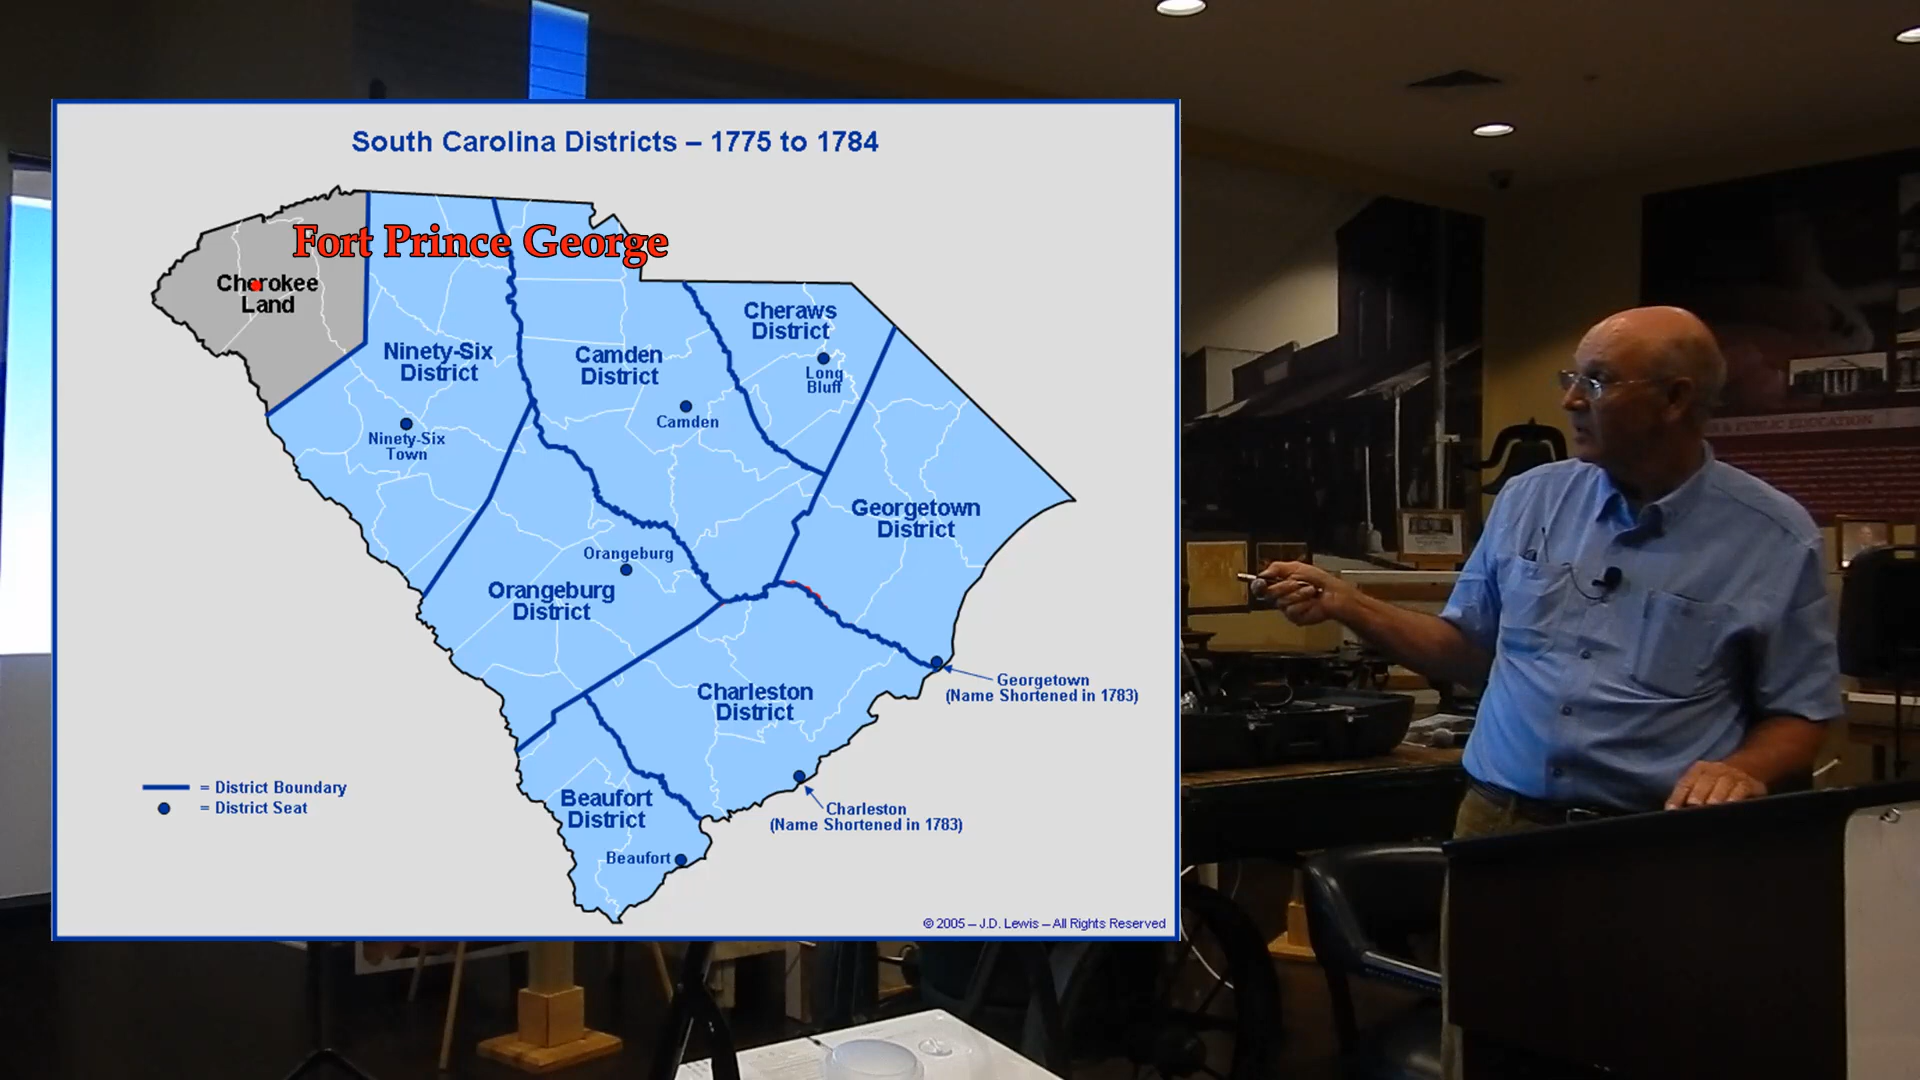 South Carolina Districts – 1775 to 1784
Fort Prince George
Cherokee
Land
Ninety-Six
District
Ninety-Six
Town
Camden
District
Camden
Cheraws
District
Long
Bluff
Georgetown
District
Orangeburg
Orangeburg
District
Georgetown
(Name Shortened in 1783)
Charleston
District
Charleston
(Name Shortened in 1783)
Beaufort
District
Beaufort
= District Boundary
= District Seat
© 2005 – J.D. Lewis – All Rights Reserved
& PUBLIC EDUCATION